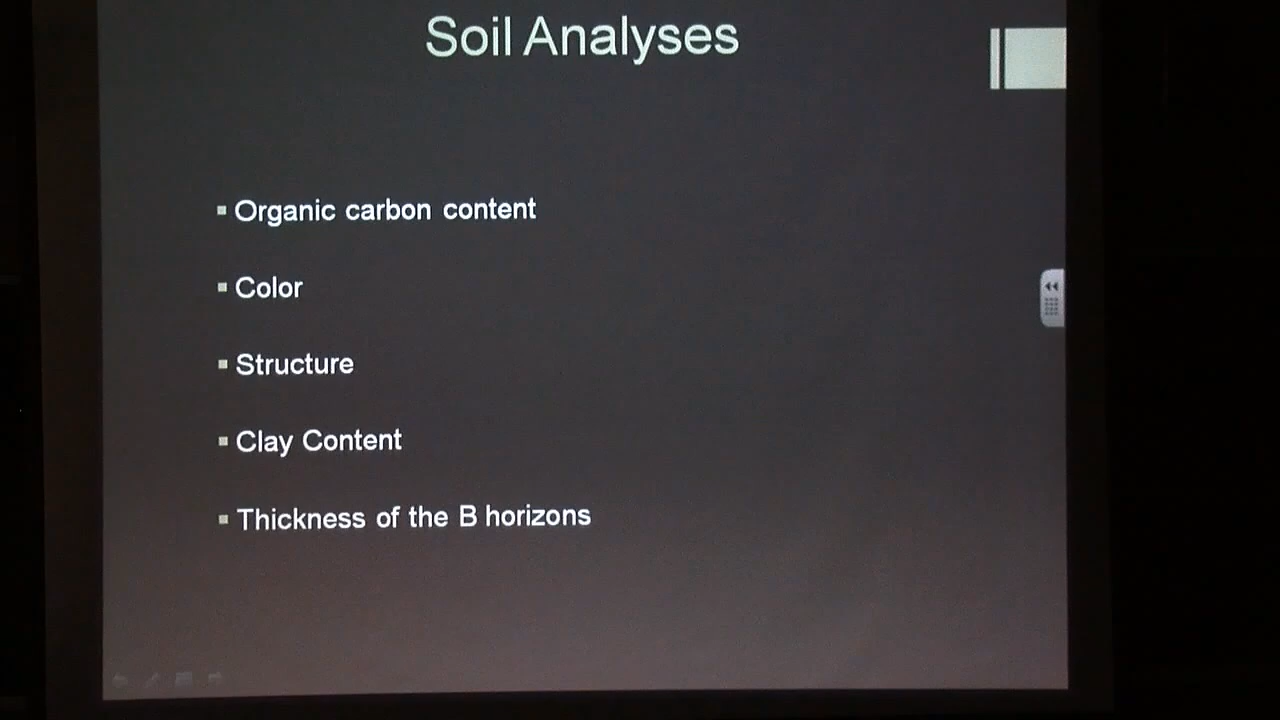 Soil Analyses
Organic carbon content
Color
Structure
Clay Content
Thickness of the B horizons